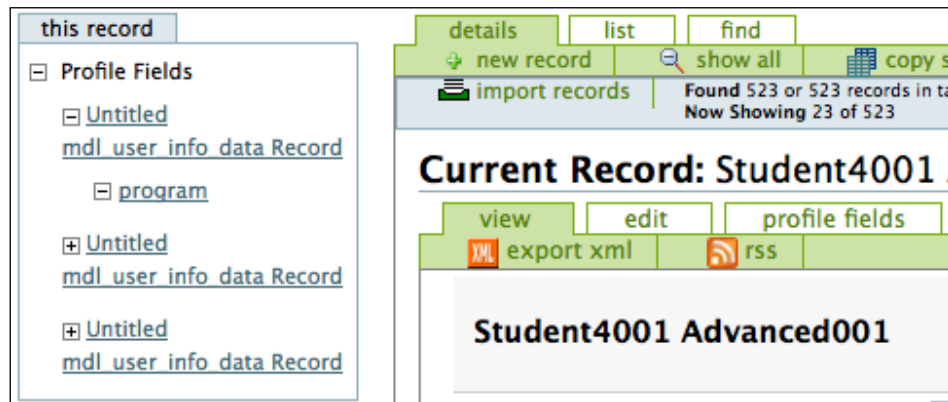 this record
Profile Fields
Untitled
mdl_user_info_data Record
program
Untitled
mdl_user_info_data Record
Untitled
mdl_user_info_data Record
details list find
new record show all copy
import records Found 523 or 523 records in
Now Showing 23 of 523
Current Record: Student4001
view edit profile fields
XML export xml rss
Student4001 Advanced001